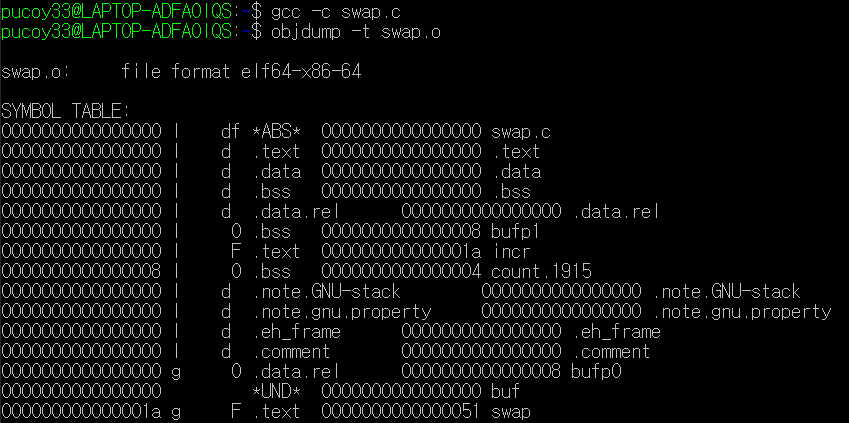 pucoy33@LAPTOP-ADFAOIQS:~$ gcc -c swap.c
pucoy33@LAPTOP-ADFAOIQS:~$ objdump -t swap.o

swap.o:     file format elf64-x86-64

SYMBOL TABLE:
0000000000000000 l    df *ABS*  0000000000000000 swap.c
0000000000000000 l    d  .text  0000000000000000 .text
0000000000000000 l    d  .data  0000000000000000 .data
0000000000000000 l    d  .bss   0000000000000000 .bss
0000000000000000 l    d  .data.rel      0000000000000000 .data.rel
0000000000000000 l     O .bss   0000000000000008 bufp1
0000000000000000 l     F .text  000000000000001a incr
0000000000000008 l     O .bss   0000000000000004 count.1915
0000000000000000 l    d  .note.GNU-stack        0000000000000000 .note.GNU-stack
0000000000000000 l    d  .note.gnu.property     0000000000000000 .note.gnu.property
0000000000000000 l    d  .eh_frame      0000000000000000 .eh_frame
0000000000000000 l    d  .comment       0000000000000000 .comment
0000000000000000 g     O .data.rel      0000000000000008 bufp0
0000000000000000         *UND*  0000000000000000 buf
000000000000001a g     F .text  0000000000000051 swap